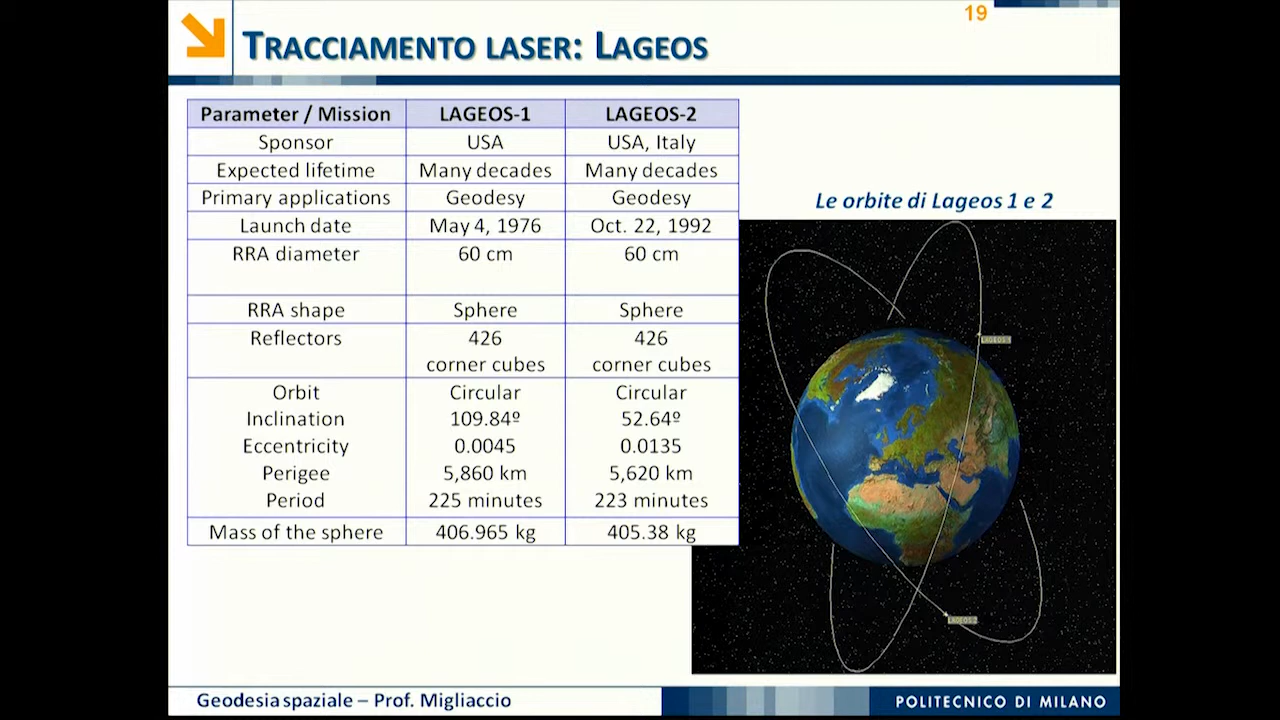 19
TRACCIAMENTO LASER: LAGEOS
Parameter / Mission LAGEOS-1 LAGEOS-2
Sponsor USA USA, Italy
Expected lifetime Many decades Many decades
Primary applications Geodesy Geodesy
Launch date May 4, 1976 Oct. 22, 1992
RRA diameter 60 cm 60 cm
RRA shape Sphere Sphere
Reflectors 426 426
corner cubes corner cubes
Orbit Circular Circular
Inclination 109.84º 52.64º
Eccentricity 0.0045 0.0135
Perigee 5,860 km 5,620 km
Period 225 minutes 223 minutes
Mass of the sphere 406.965 kg 405.38 kg
Le orbite di Lageos 1 e 2
LAGEOS 1
LAGEOS 2
Geodesia spaziale – Prof. Migliaccio
POLITECNICO DI MILANO